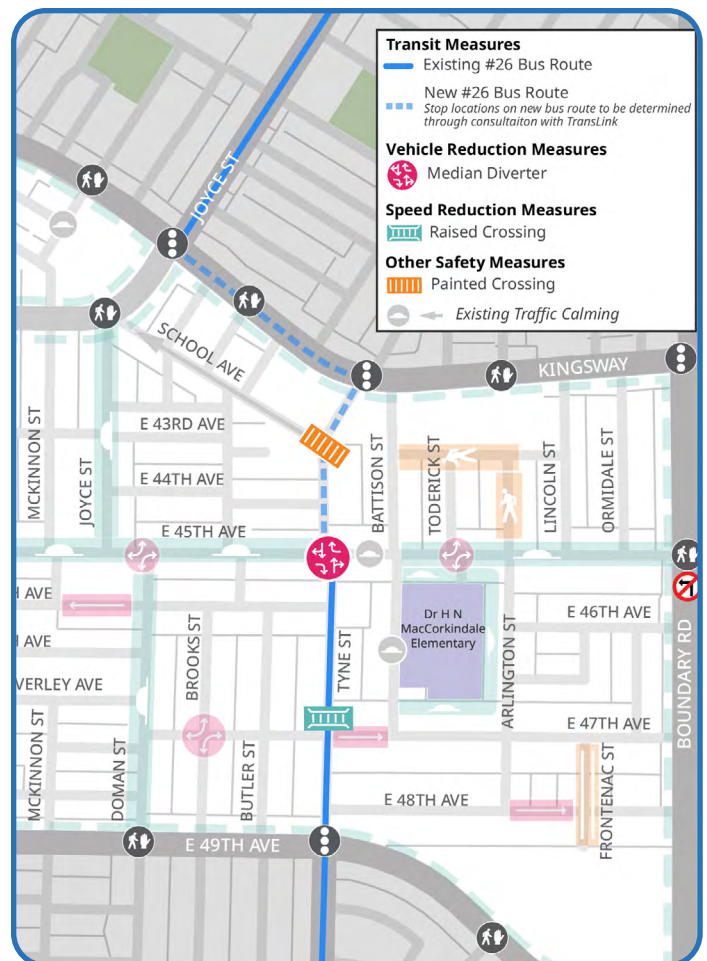 Transit Measures
Existing #26 Bus Route
New #26 Bus Route
Stop locations on new bus route to be determined
through consultaiton with TransLink
Vehicle Reduction Measures
Median Diverter
Speed Reduction Measures
Raised Crossing
Other Safety Measures
Painted Crossing
Existing Traffic Calming
JOYCE ST
SCHOOL AVE
KINGSWAY
E 43RD AVE
MCKINNON ST
JOYCE ST
BATTISON ST
TODERICK ST
LINCOLN ST
ORMIDALE ST
E 44TH AVE
E 45TH AVE
H AVE
E 46TH AVE
Dr H N
MacCorkindale
Elementary
H AVE
BROOKS ST
TYNE ST
ARLINGTON ST
BOUNDARY RD
VERLEY AVE
E 47TH AVE
MCKINNON ST
DOMAN ST
BUTLER ST
E 48TH AVE
FRONTENAC ST
E 49TH AVE